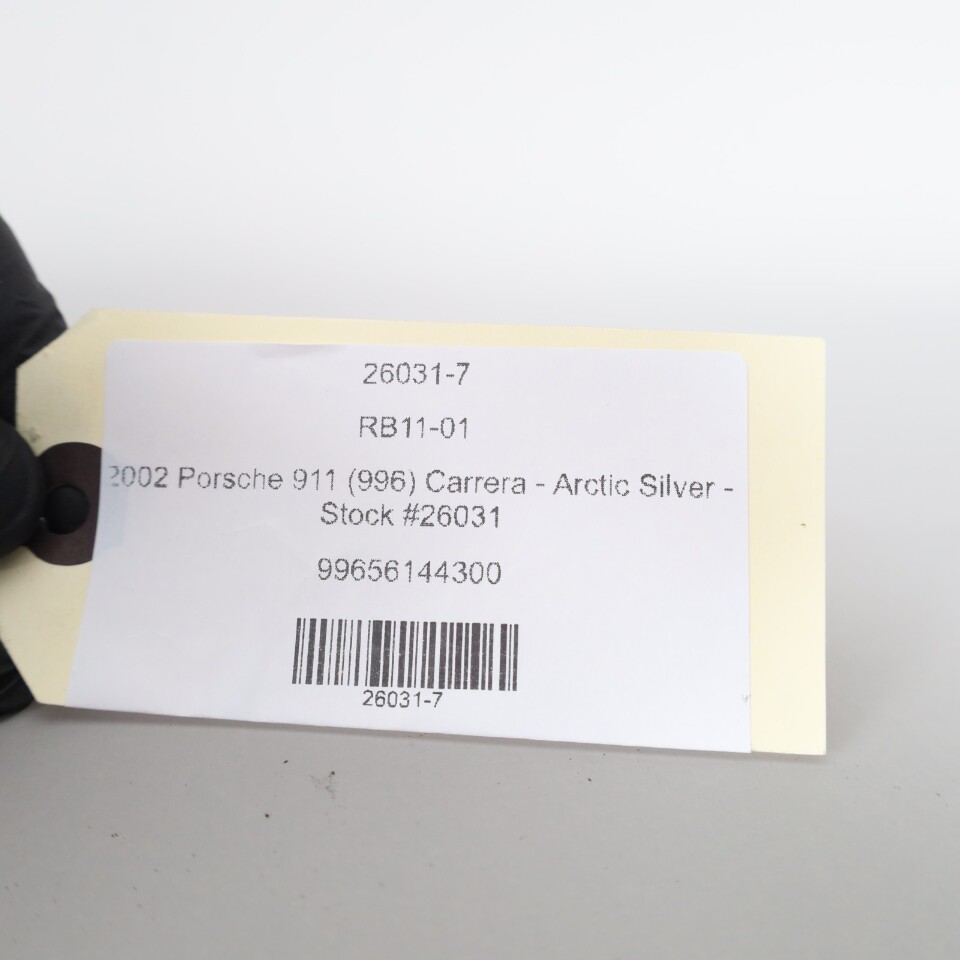 26031-7
RB11-01
2002 Porsche 911 (996) Carrera - Arctic Silver -
Stock #26031
99656144300
26031-7